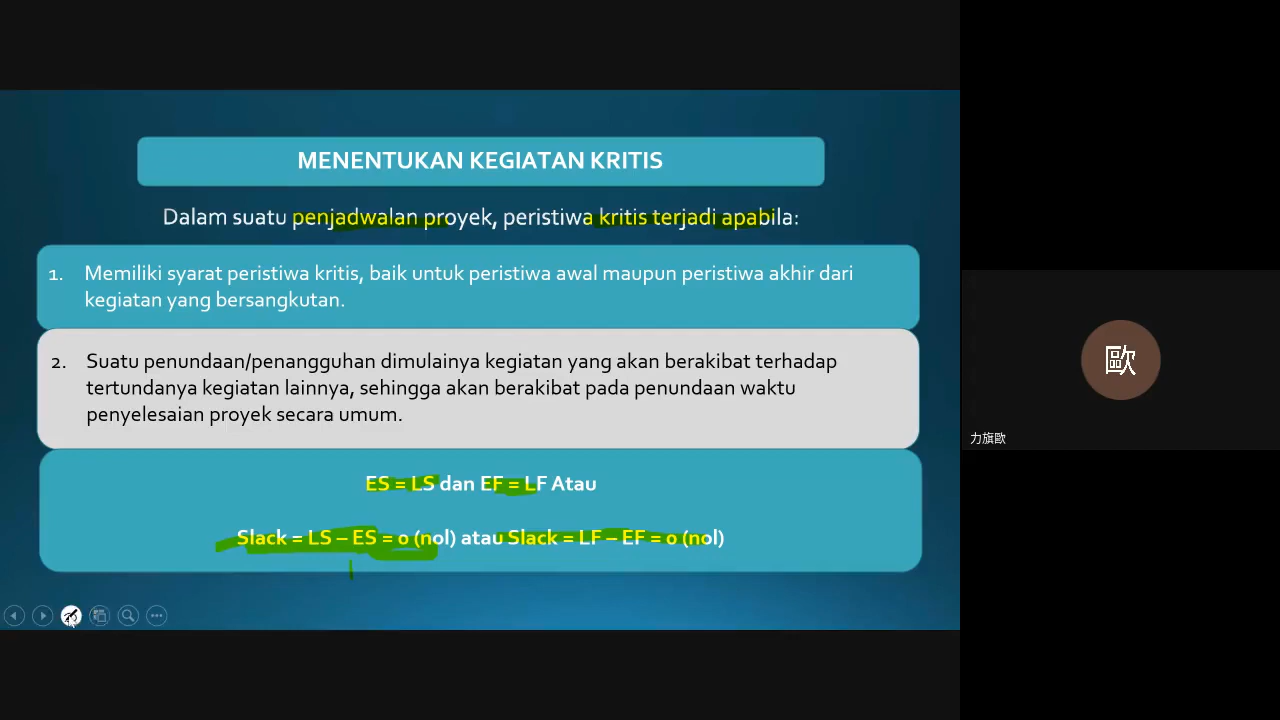 MENENTUKAN KEGIATAN KRITIS
Dalam suatu penjadwalan proyek, peristiwa kritis terjadi apabila:
1. Memiliki syarat peristiwa kritis, baik untuk peristiwa awal maupun peristiwa akhir dari
kegiatan yang bersangkutan.
2. Suatu penundaan/penangguhan dimulainya kegiatan yang akan berakibat terhadap
tertundanya kegiatan lainnya, sehingga akan berakibat pada penundaan waktu
penyelesaian proyek secara umum.
ES = LS dan EF = LF Atau
Slack = LS – ES = 0 (nol) atau Slack = LF – EF = 0 (nol)
歐
力旗歐